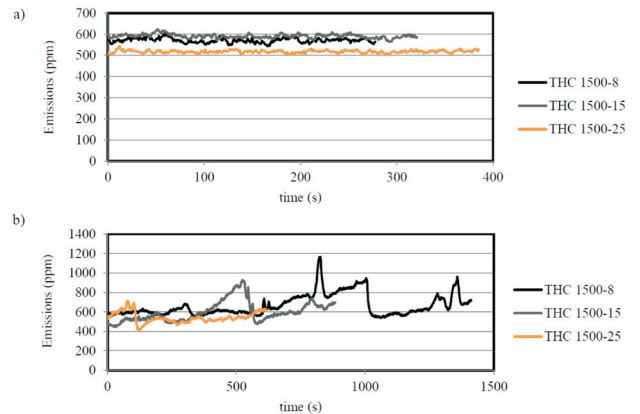 a)
700
600
500
400
300
200
100
0
Emissions (ppm)
0 100 200 300 400
time (s)
THC 1500-8
THC 1500-15
THC 1500-25
b)
1400
1200
1000
800
600
400
200
0
Emissions (ppm)
0 500 1000 1500
time (s)
THC 1500-8
THC 1500-15
THC 1500-25